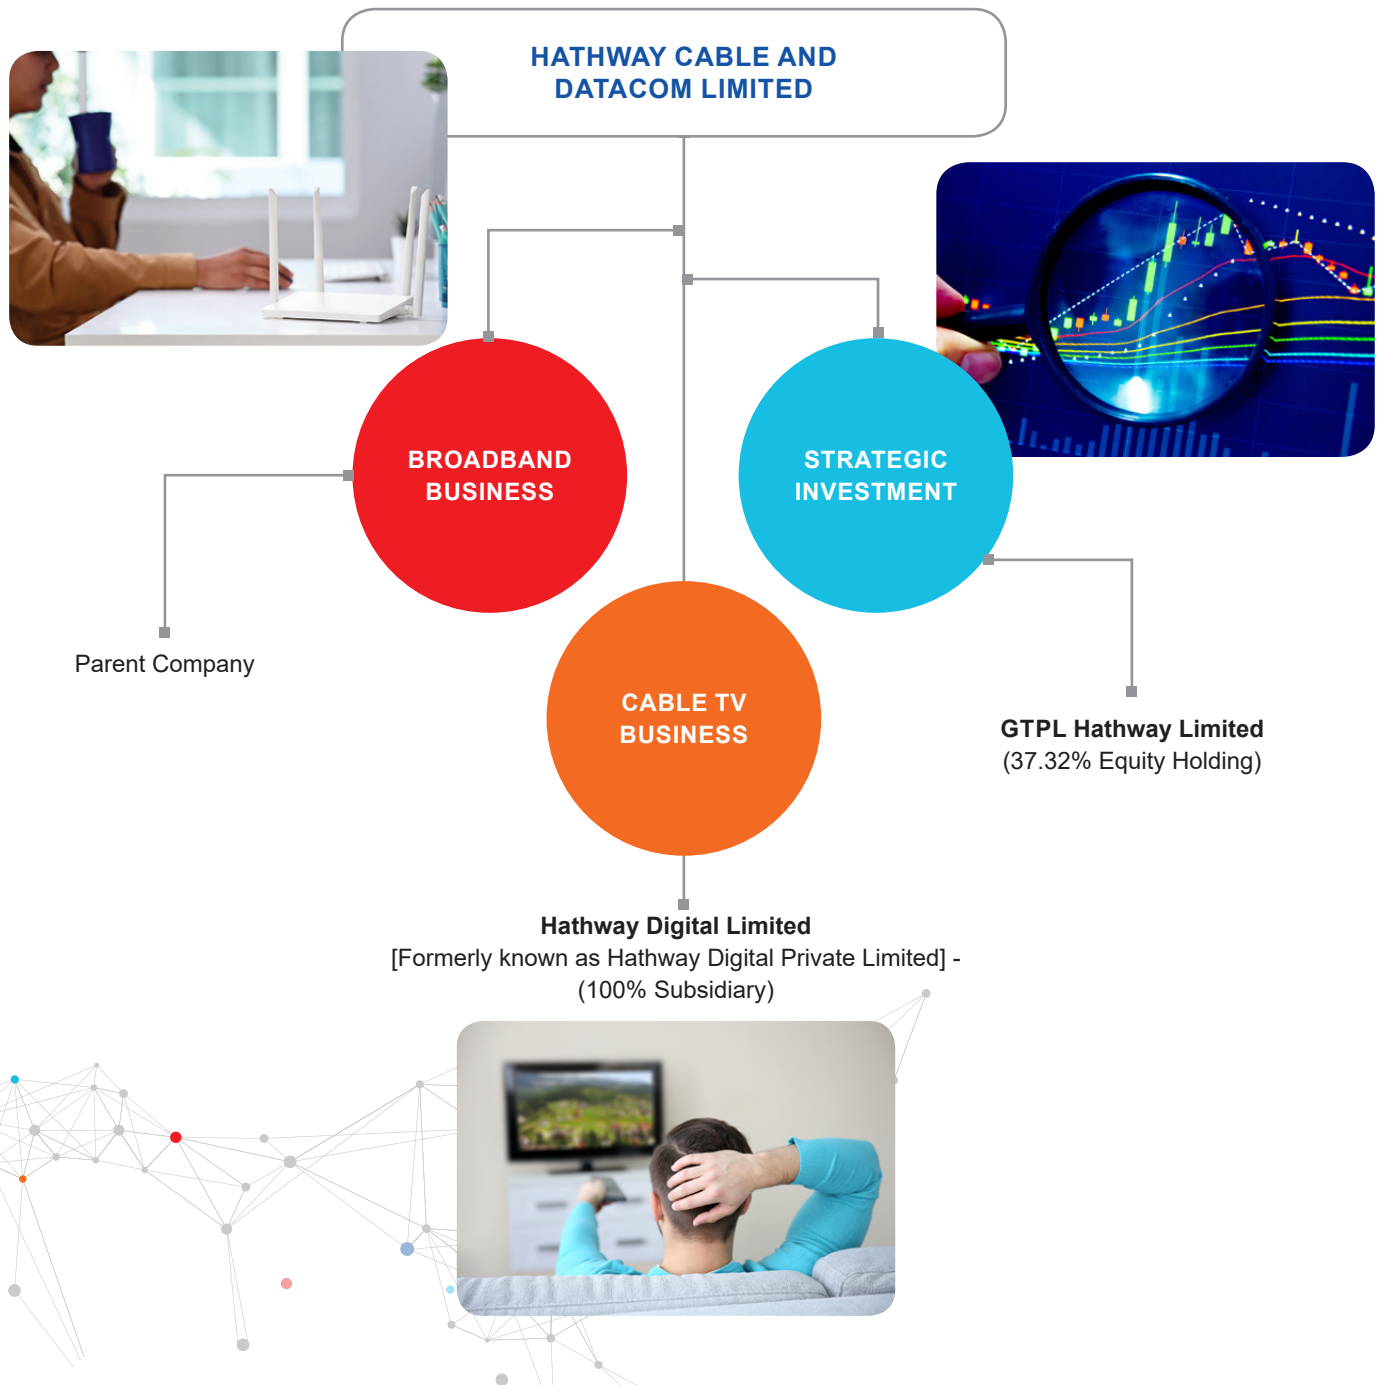 HATHWAY CABLE AND
DATACOM LIMITED
BROADBAND
BUSINESS
STRATEGIC
INVESTMENT
Parent Company
CABLE TV
BUSINESS
GTPL Hathway Limited
(37.32% Equity Holding)
Hathway Digital Limited
[Formerly known as Hathway Digital Private Limited] -
(100% Subsidiary)